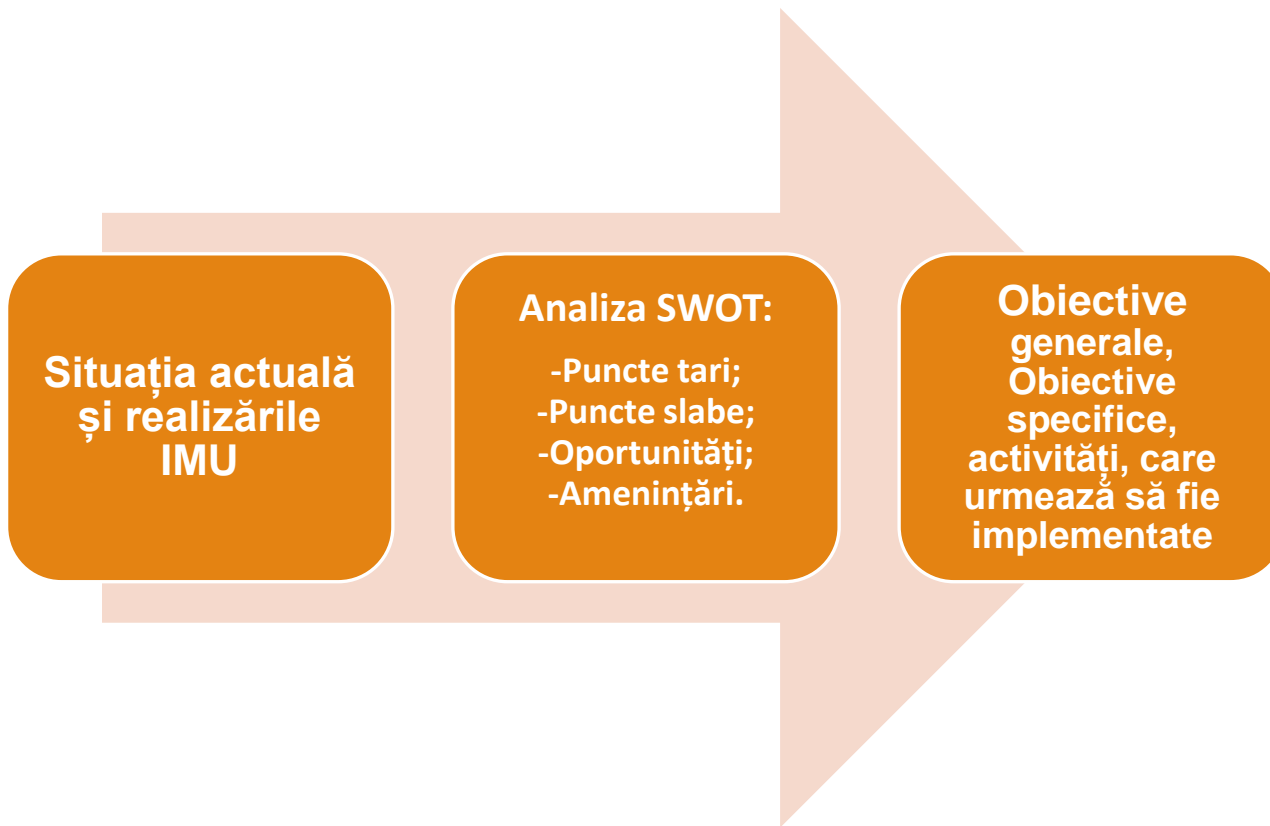 Situația actuală
și realizările
IMU
Analiza SWOT:
-Puncte tari;
-Puncte slabe;
-Oportunități;
-Amenințări.
Obiective
generale,
Obiective
specifice,
activități, care
urmează să fie
implementate